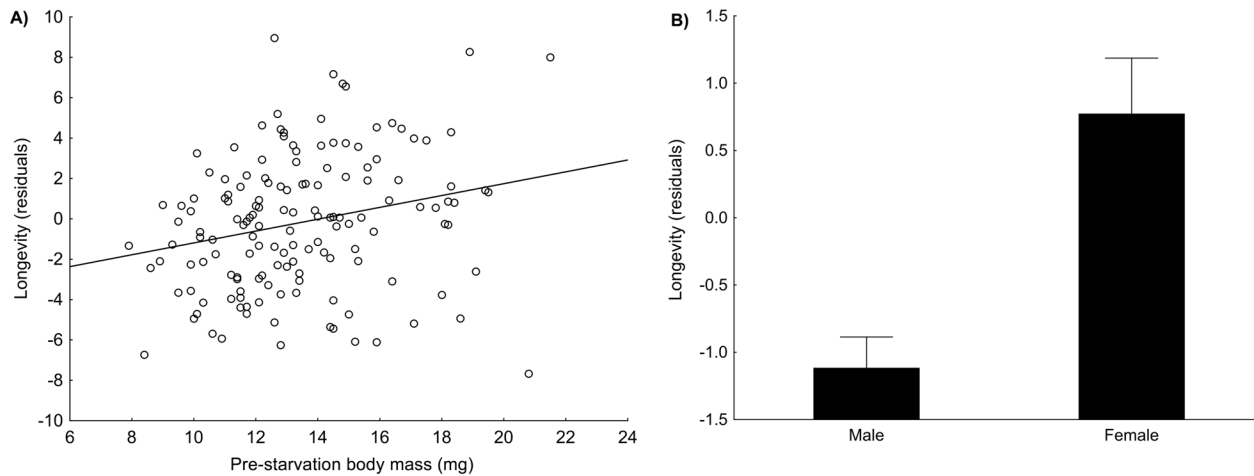 A)
Longevity (residuals)
10
8
6
4
2
0
-2
-4
-6
-8
-10
6 8 10 12 14 16 18 20 22 24
Pre-starvation body mass (mg)
B)
Longevity (residuals)
1.5
1.0
0.5
0.0
-0.5
-1.0
-1.5
Male Female